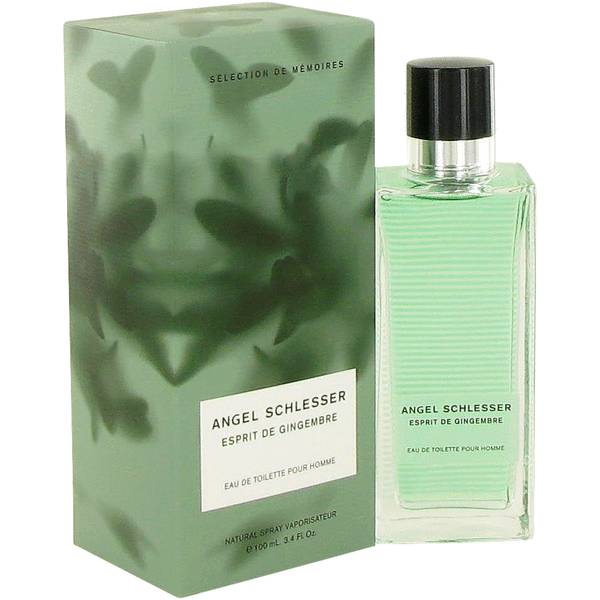 SÉLECTION DE MÉMOIRES
ANGEL SCHLESSER
ESPRIT DE GINGEMBRE
EAU DE TOILETTE POUR HOMME
NATURAL SPRAY VAPORISATEUR
℮ 100 mL. 3.4 Fl. Oz.
ANGEL SCHLESSER
ESPRIT DE GINGEMBRE
EAU DE TOILETTE POUR HOMME